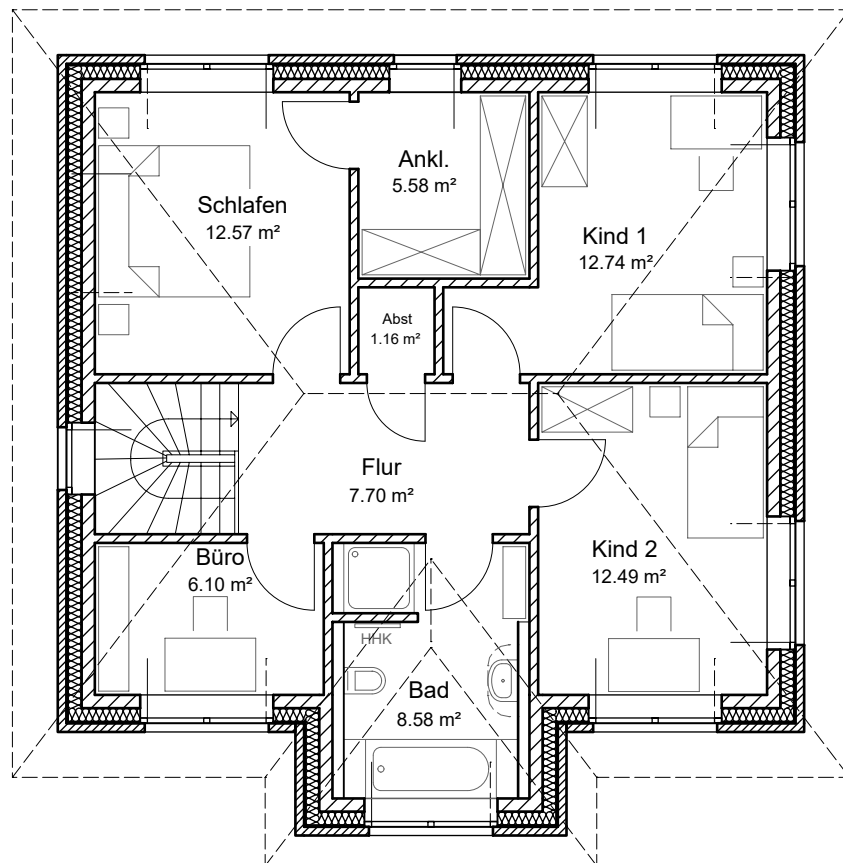 Ankl.
5.58 m²
Schlafen
12.57 m²
Kind 1
12.74 m²
Abst
1.16 m²
Flur
7.70 m²
Büro
6.10 m²
Kind 2
12.49 m²
HHK
Bad
8.58 m²